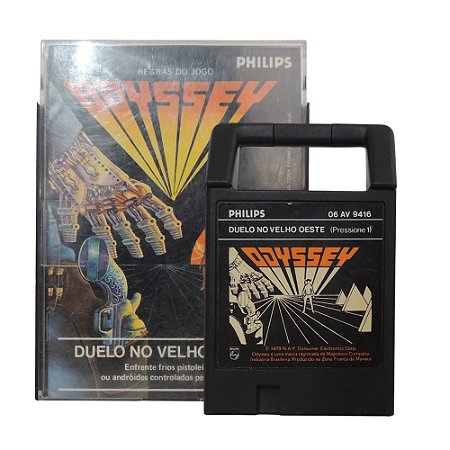 REGRAS DO JOGO
PHILIPS
ODYSSEY
DUELO NO VELHO
Enfrente frios pistolei
ou andróides controlados pe
PHILIPS 06 AV 9416
DUELO NO VELHO OESTE (Pressione 1)
ODYSSEY
© 1979 N.A.P. Consumer Electronics Corp.
Odyssey é uma marca registrada da Magnavox Company
Indústria Brasileira. Produzido na Zona Franca de Manaus